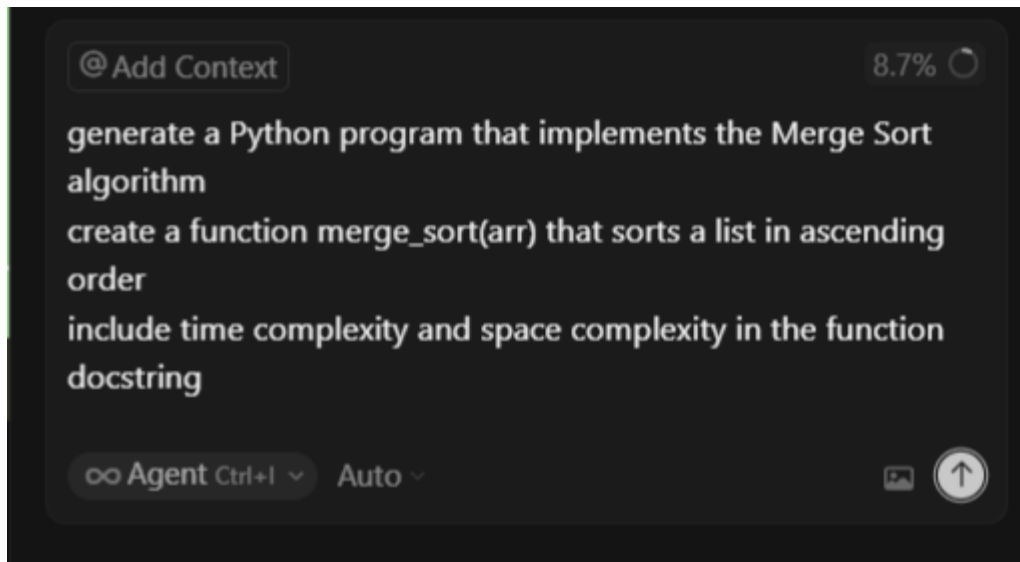 @ Add Context
8.7%
generate a Python program that implements the Merge Sort
algorithm
create a function merge_sort(arr) that sorts a list in ascending
order
include time complexity and space complexity in the function
docstring
∞ Agent Ctrl+I
Auto